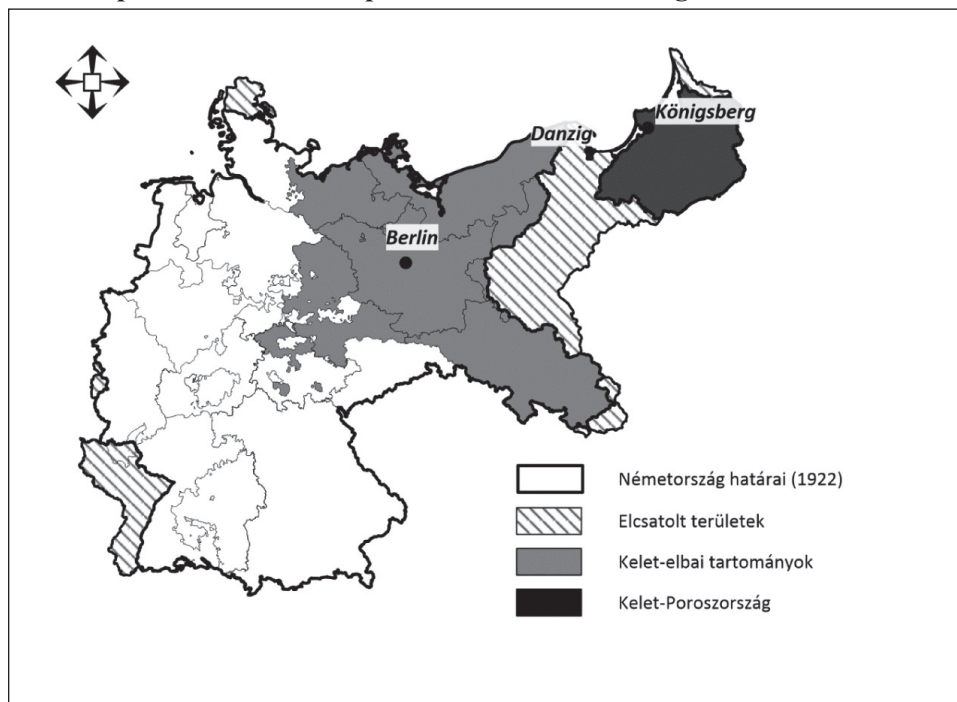 Königsberg
Danzig
Berlin
Németország határai (1922)
Elcsatolt területek
Kelet-elbai tartományok
Kelet-Poroszország